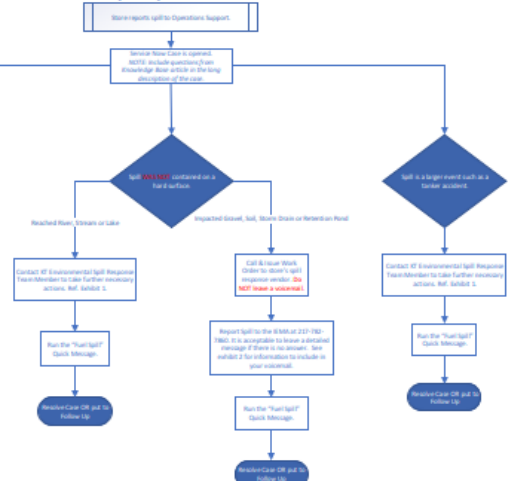 Store reports spill to Operations Support.
Service Now Case is opened.
NOTE: Include questions from
Knowledge Base article in the long
description of the case.
Spill WAS NOT contained on a
hard surface.
Spill is a larger event such as a
tanker accident.
Reached River, Stream or Lake
Impacted Gravel, Soil, Storm Drain or Retention Pond
Contact KT Environmental Spill Response
Team Member to take further necessary
actions. Ref. Exhibit 1.
Call & Issue Work
Order to store's spill
response vendor. Do
NOT leave a voicemail.
Contact KT Environmental Spill Response
Team Member to take further necessary
actions. Ref. Exhibit 1.
Run the "Fuel Spill"
Quick Message.
Report Spill to the IEMA at 217-782-
7860. It is acceptable to leave a detailed
message if there is no answer. See
exhibit 2 for information to include in
your voicemail.
Run the "Fuel Spill"
Quick Message.
Resolve Case OR put to
Follow Up
Run the "Fuel Spill"
Quick Message.
Resolve Case OR put to
Follow Up
Resolve Case OR put to
Follow Up